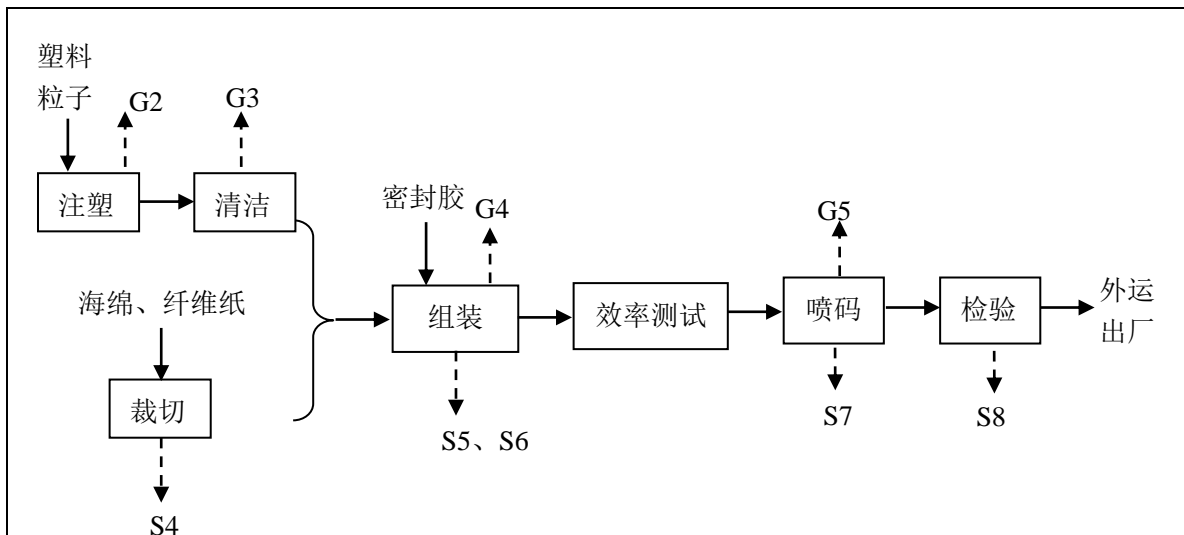 塑料
粒子
G2
G3
注塑
清洁
密封胶
G4
G5
海绵、纤维纸
组装
效率测试
喷码
检验
外运
出厂
裁切
S5、S6
S7
S8
S4